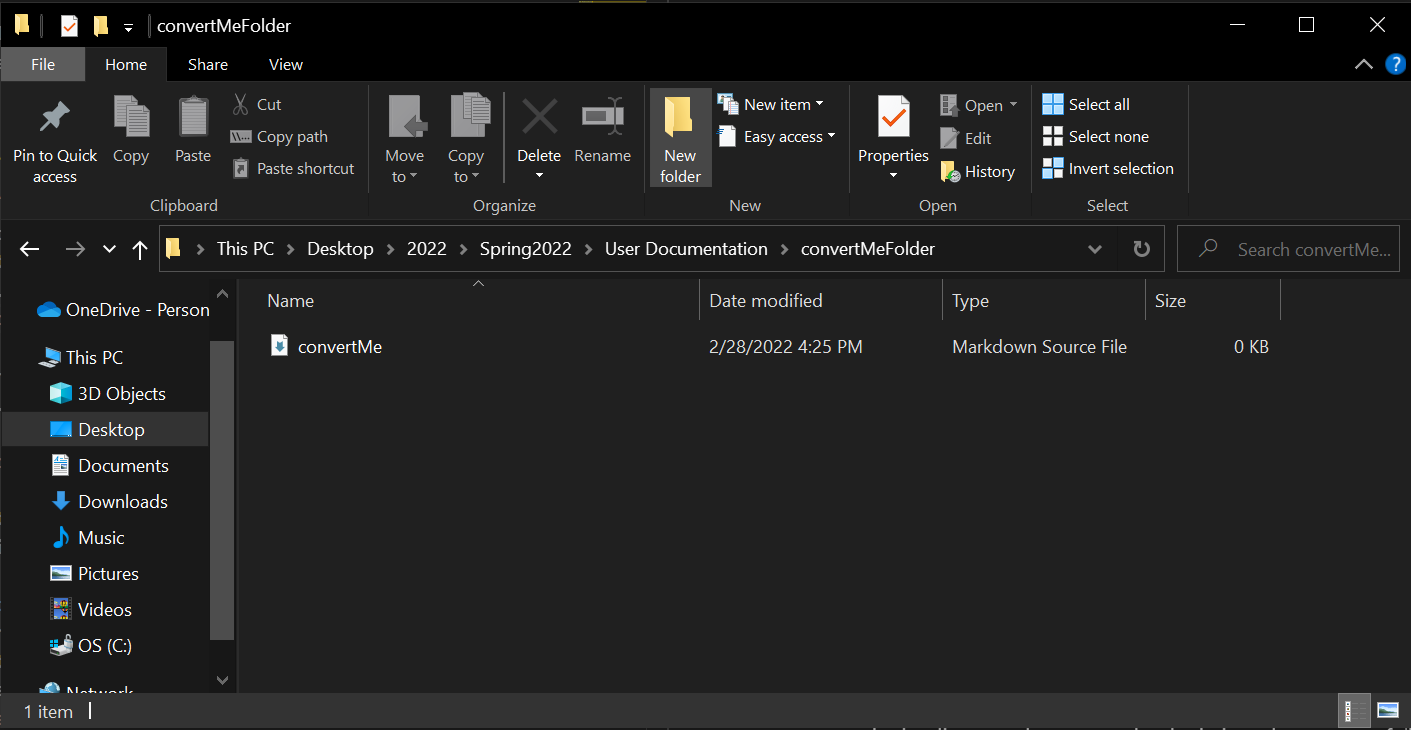 convertMeFolder
File Home Share View
Pin to Quick access
Copy
Paste
Cut
Copy path
Paste shortcut
Clipboard
Move to
Copy to
Delete
Rename
Organize
New folder
New item
Easy access
New
Properties
Open
Edit
History
Open
Select all
Select none
Invert selection
Select
This PC > Desktop > 2022 > Spring2022 > User Documentation > convertMeFolder
Search convertMe...
Name Date modified Type Size
convertMe 2/28/2022 4:25 PM Markdown Source File 0 KB
OneDrive - Person
This PC
3D Objects
Desktop
Documents
Downloads
Music
Pictures
Videos
OS (C:)
Network
1 item